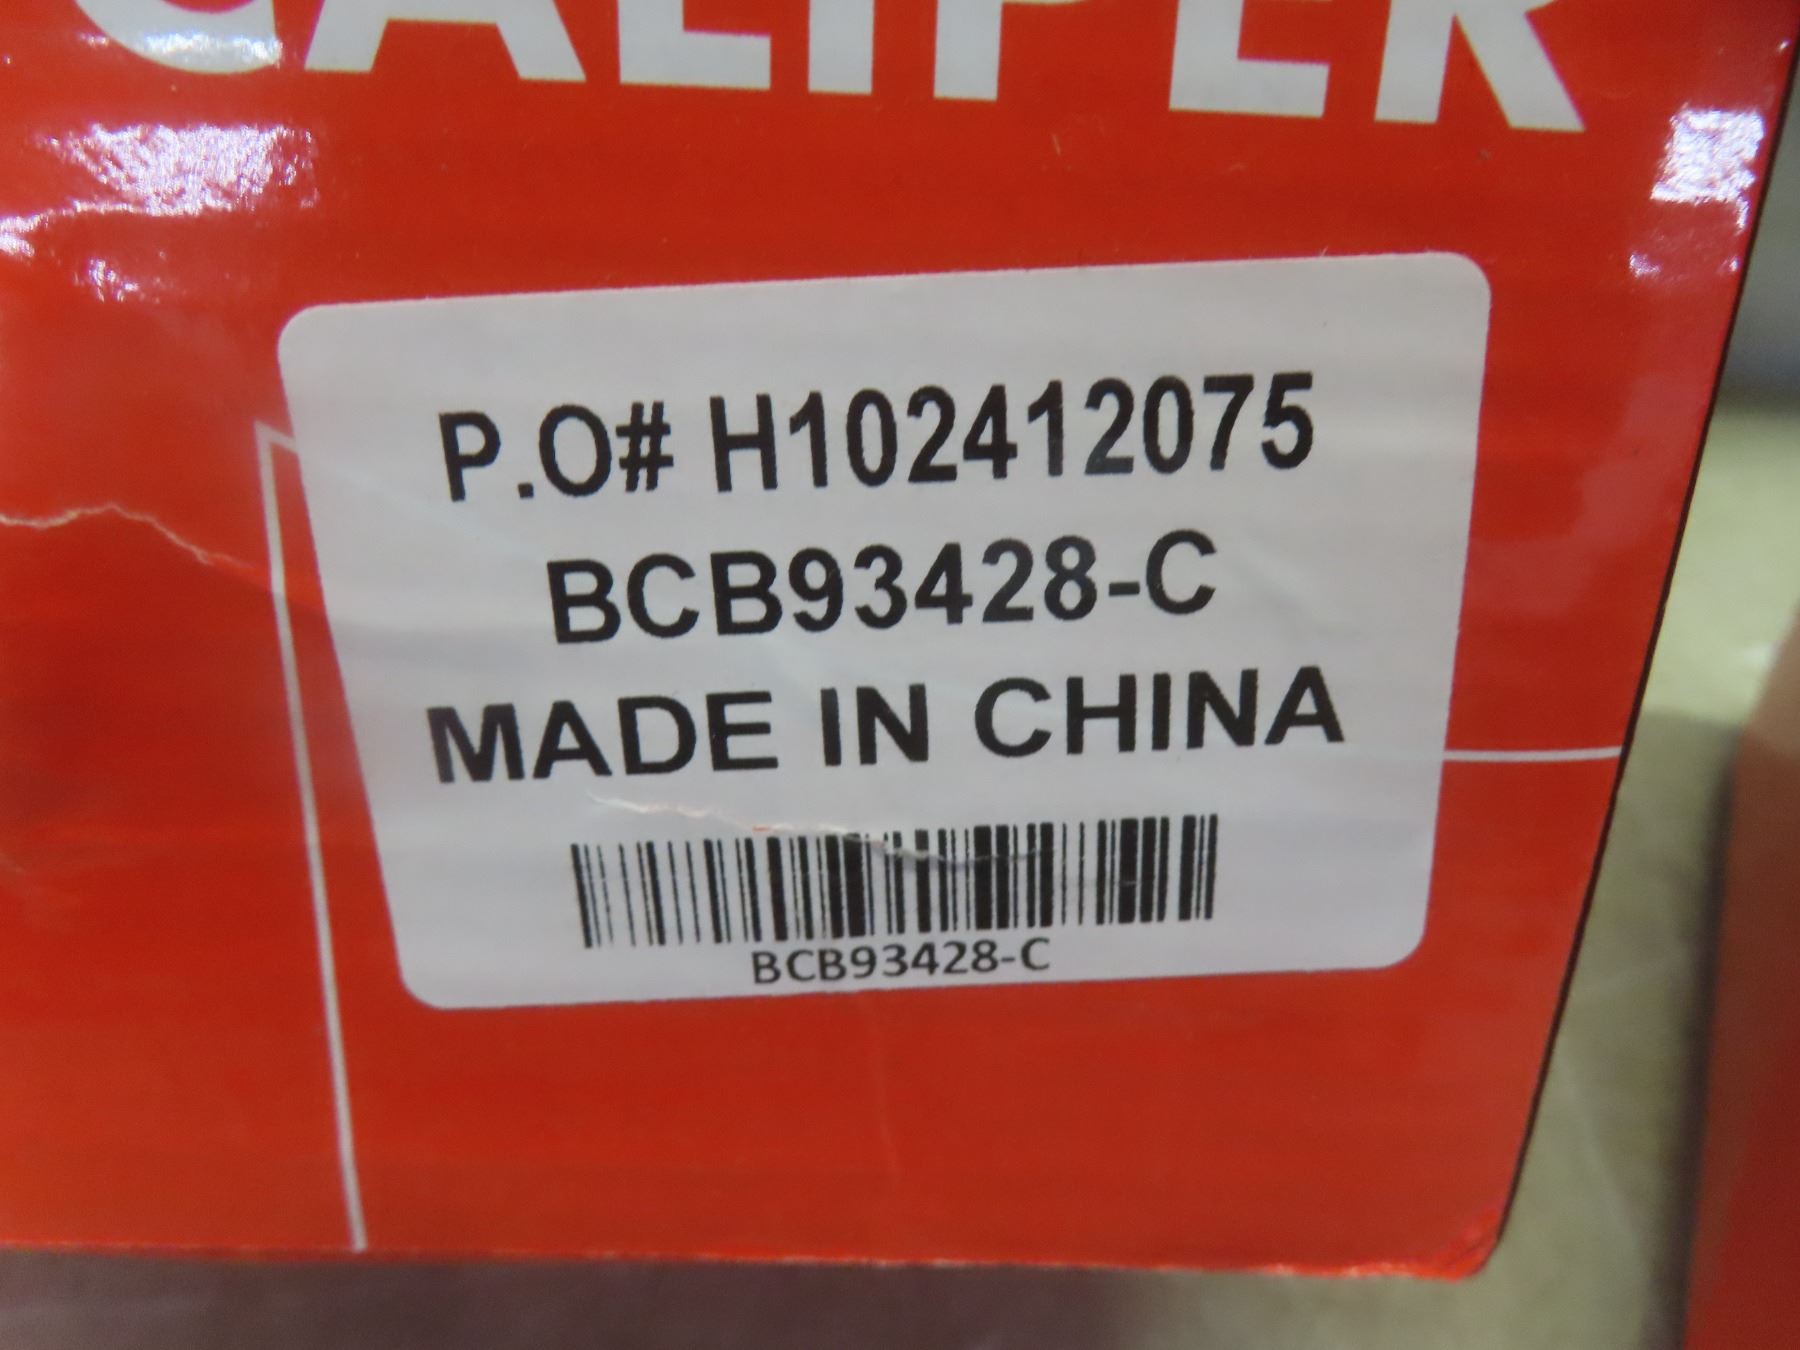 CALIPER
P.O# H102412075
BCB93428-C
MADE IN CHINA
BCB93428-C